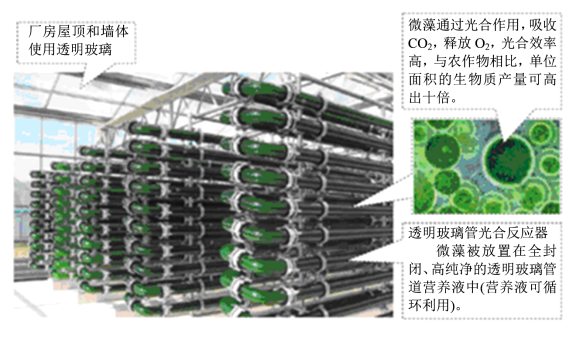 厂房屋顶和墙体
使用透明玻璃
微藻通过光合作用，吸收
CO₂，释放 O₂，光合效率
高，与农作物相比，单位
面积的生物质产量可高
出十倍。
透明玻璃管光合反应器
微藻被放置在全封
闭、高纯净的透明玻璃管
道营养液中(营养液可循
环利用)。